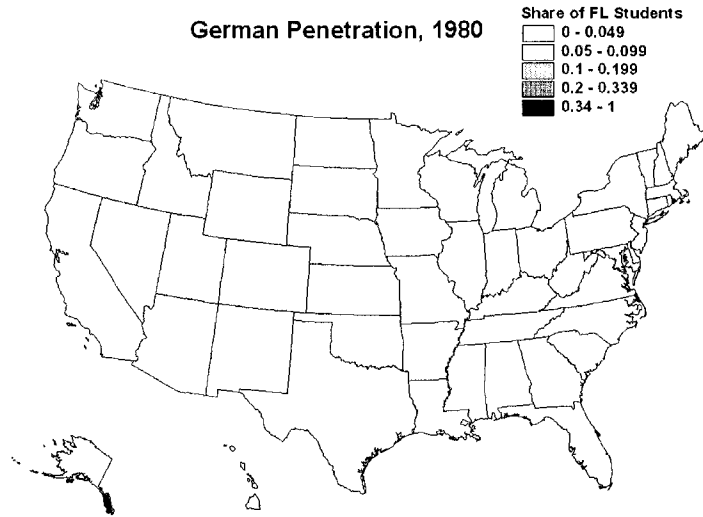 German Penetration, 1980
Share of FL Students
0 - 0.049
0.05 - 0.099
0.1 - 0.199
0.2 - 0.339
0.34 - 1